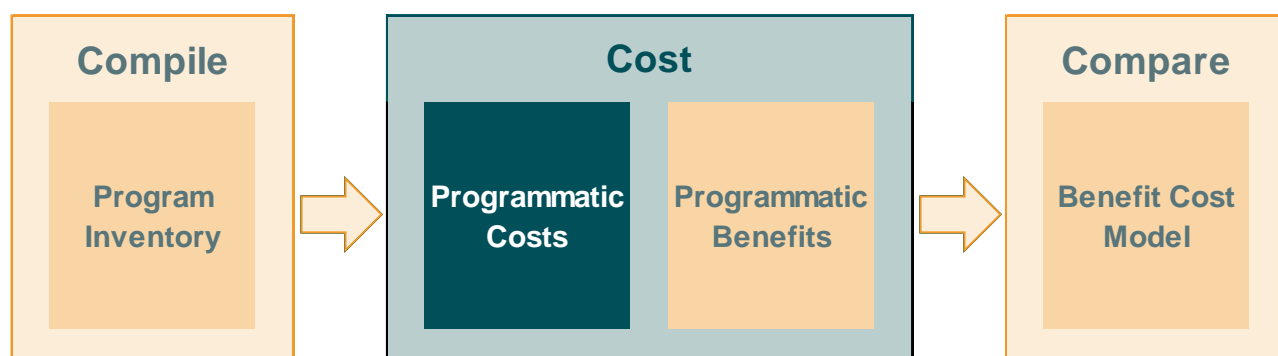 Compile
Program
Inventory
Cost
Programmatic
Costs
Programmatic
Benefits
Compare
Benefit Cost
Model